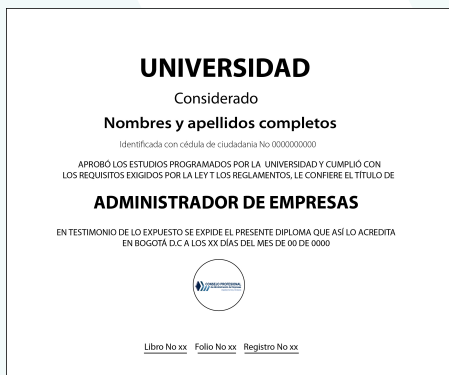 UNIVERSIDAD
Considerado
Nombres y apellidos completos
Identificada con cédula de ciudadania No 0000000000
APROBÓ LOS ESTUDIOS PROGRAMADOS POR LA UNIVERSIDAD Y CUMPLIÓ CON
LOS REQUISITOS EXIGIDOS POR LA LEY T LOS REGLAMENTOS, LE CONFIERE EL TÍTULO DE
ADMINISTRADOR DE EMPRESAS
EN TESTIMONIO DE LO EXPUESTO SE EXPIDE EL PRESENTE DIPLOMA QUE ASÍ LO ACREDITA
EN BOGOTÁ D.C A LOS XX DÍAS DEL MES DE 00 DE 0000
CONSEJO PROFESIONAL
Libro No xx Folio No xx Registro No xx